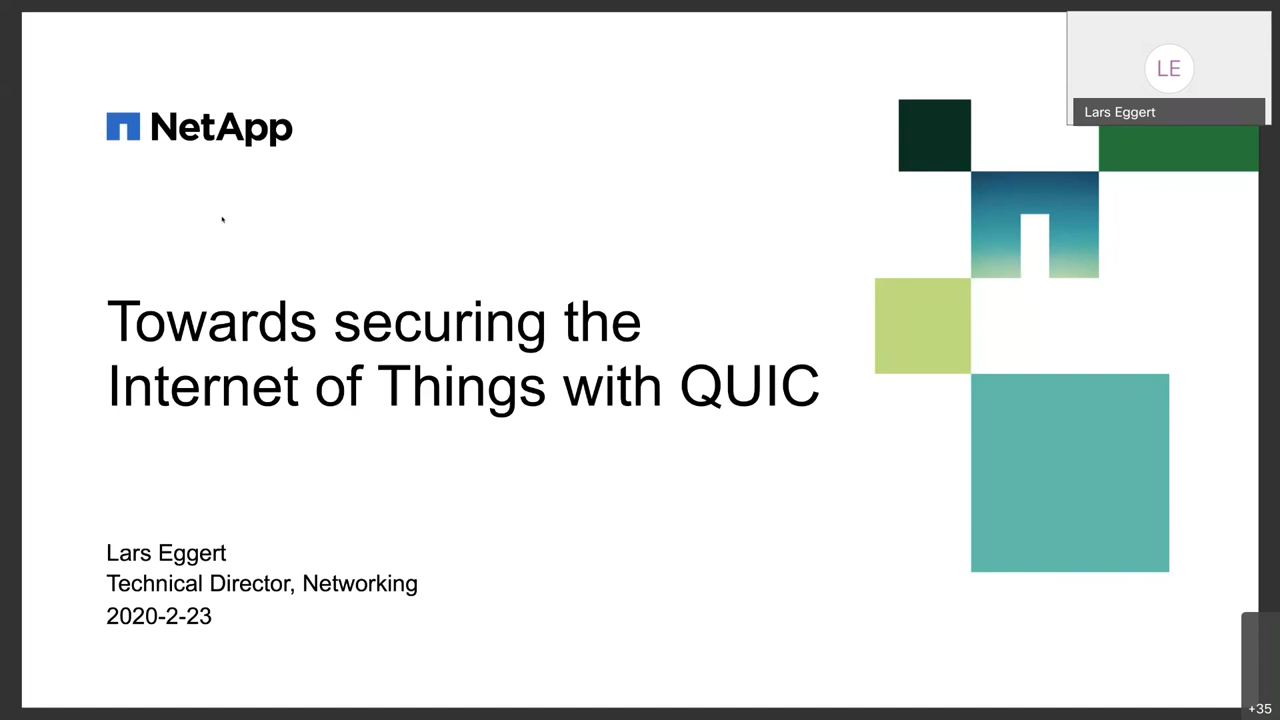 NetApp
LE
Lars Eggert
Towards securing the
Internet of Things with QUIC
Lars Eggert
Technical Director, Networking
2020-2-23
+35